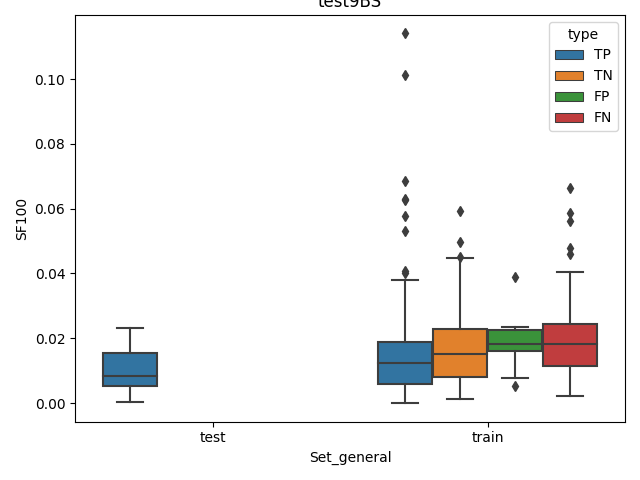 test9BS
type
TP
TN
FP
FN
0.10
0.08
0.06
0.04
0.02
0.00
SF100
test
train
Set_general